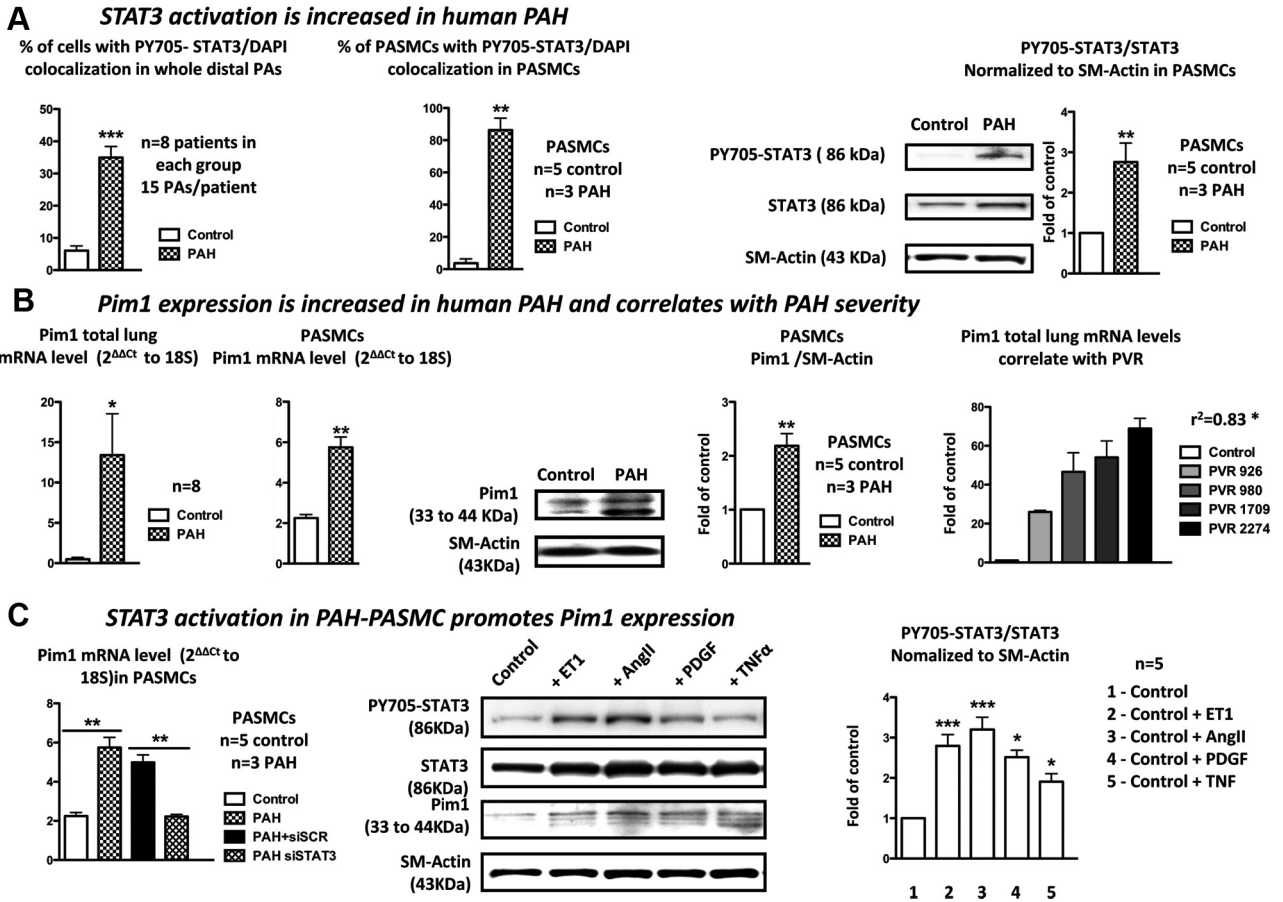 A
STAT3 activation is increased in human PAH
% of cells with PY705- STAT3/DAPI
colocalization in whole distal PAs
50
40
30
20
10
0
***
n=8 patients in
each group
15 PAs/patient
Control
PAH
% of PASMCs with PY705-STAT3/DAPI
colocalization in PASMCs
100
80
60
40
20
0
**
PASMCs
n=5 control
n=3 PAH
Control
PAH
Control PAH
PY705-STAT3 ( 86 kDa)
STAT3 (86 kDa)
SM-Actin (43 KDa)
PY705-STAT3/STAT3
Normalized to SM-Actin in PASMCs
Fold of control
4
3
2
1
0
**
PASMCs
n=5 control
n=3 PAH
Control
PAH
B
Pim1 expression is increased in human PAH and correlates with PAH severity
Pim1 total lung
mRNA level (2ΔΔCt to 18S)
20
15
10
5
0
*
n=8
Control
PAH
PASMCs
Pim1 mRNA level (2ΔΔCt to 18S)
8
6
4
2
0
**
Control PAH
Pim1
(33 to 44 KDa)
SM-Actin
(43KDa)
PASMCs
Pim1 /SM-Actin
Fold of control
3
2
1
0
**
PASMCs
n=5 control
n=3 PAH
Control
PAH
Pim1 total lung mRNA levels
correlate with PVR
Fold of control
80
60
40
20
0
r2=0.83 *
Control
PVR 926
PVR 980
PVR 1709
PVR 2274
C
STAT3 activation in PAH-PASMC promotes Pim1 expression
Pim1 mRNA level (2ΔΔCt to
18S)in PASMCs
8
6
4
2
0
**
**
PASMCs
n=5 control
n=3 PAH
Control
PAH
PAH+siSCR
PAH siSTAT3
Control
+ ET1
+ AngII
+ PDGF
+ TNFα
PY705-STAT3
(86KDa)
STAT3
(86KDa)
Pim1
(33 to 44KDa)
SM-Actin
(43KDa)
PY705-STAT3/STAT3
Nomalized to SM-Actin
Fold of control
4
3
2
1
0
***
***
*
*
1 2 3 4 5
n=5
1 - Control
2 - Control + ET1
3 - Control + AngII
4 - Control + PDGF
5 - Control + TNF